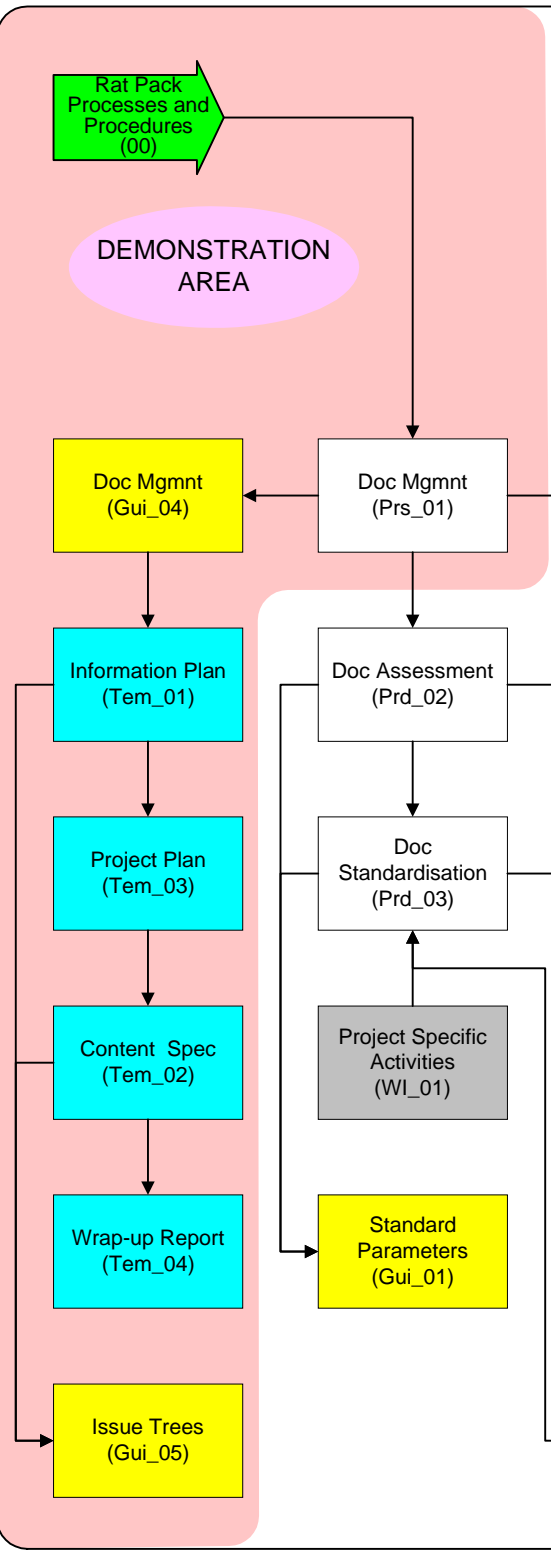 Rat Pack
Processes and
Procedures
(00)
DEMONSTRATION
AREA
Doc Mgmnt
(Gui_04)
Doc Mgmnt
(Prs_01)
Information Plan
(Tem_01)
Doc Assessment
(Prd_02)
Project Plan
(Tem_03)
Doc
Standardisation
(Prd_03)
Content  Spec
(Tem_02)
Project Specific
Activities
(WI_01)
Wrap-up Report
(Tem_04)
Standard
Parameters
(Gui_01)
Issue Trees
(Gui_05)